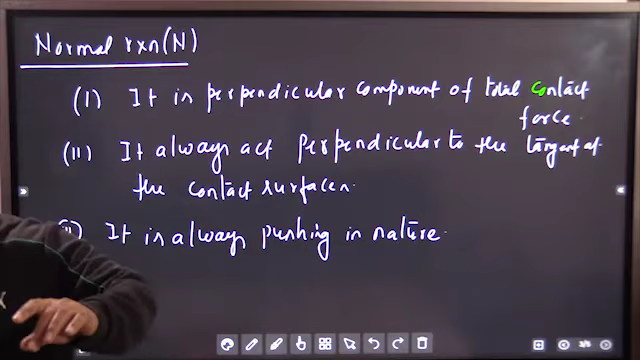 Normal rxn (N)
(I) It is perpendicular component of total contact
force.
(II) It always act perpendicular to the tangent at
the contact surfaces.
It is always pushing in nature.